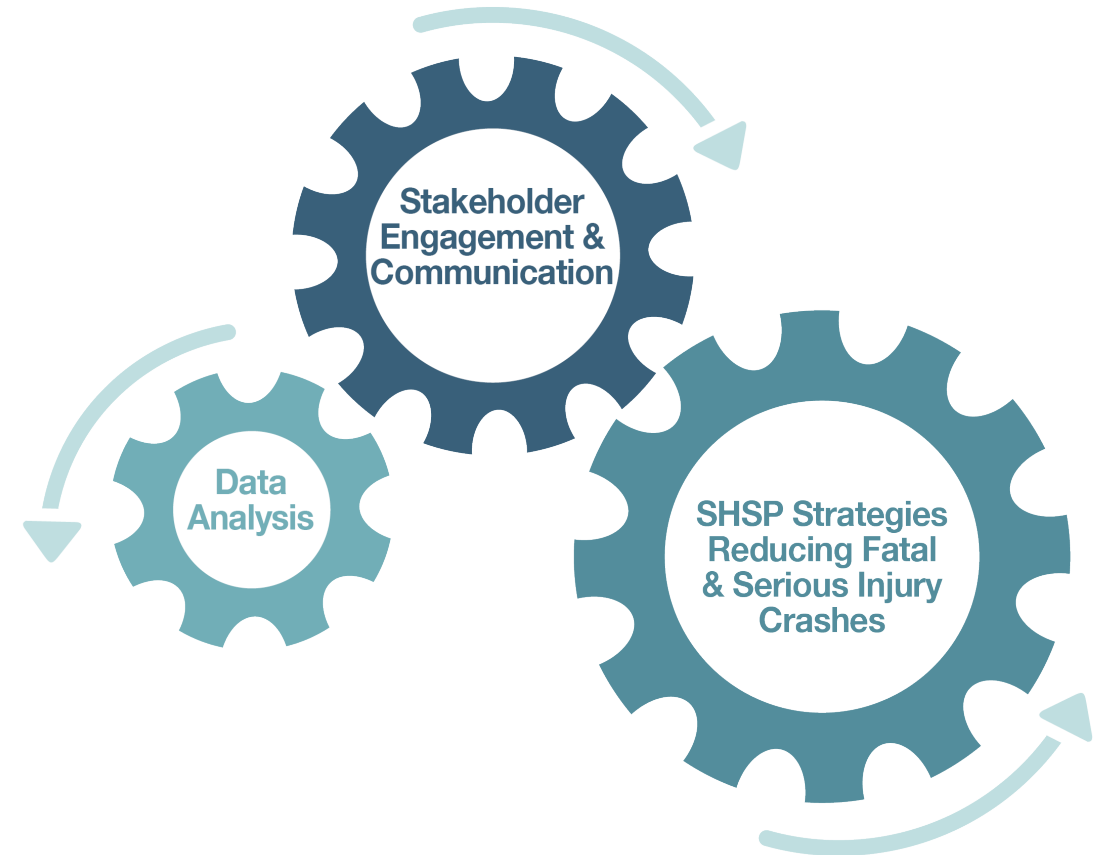 Stakeholder
Engagement &
Communication
Data
Analysis
SHSP Strategies
Reducing Fatal
& Serious Injury
Crashes